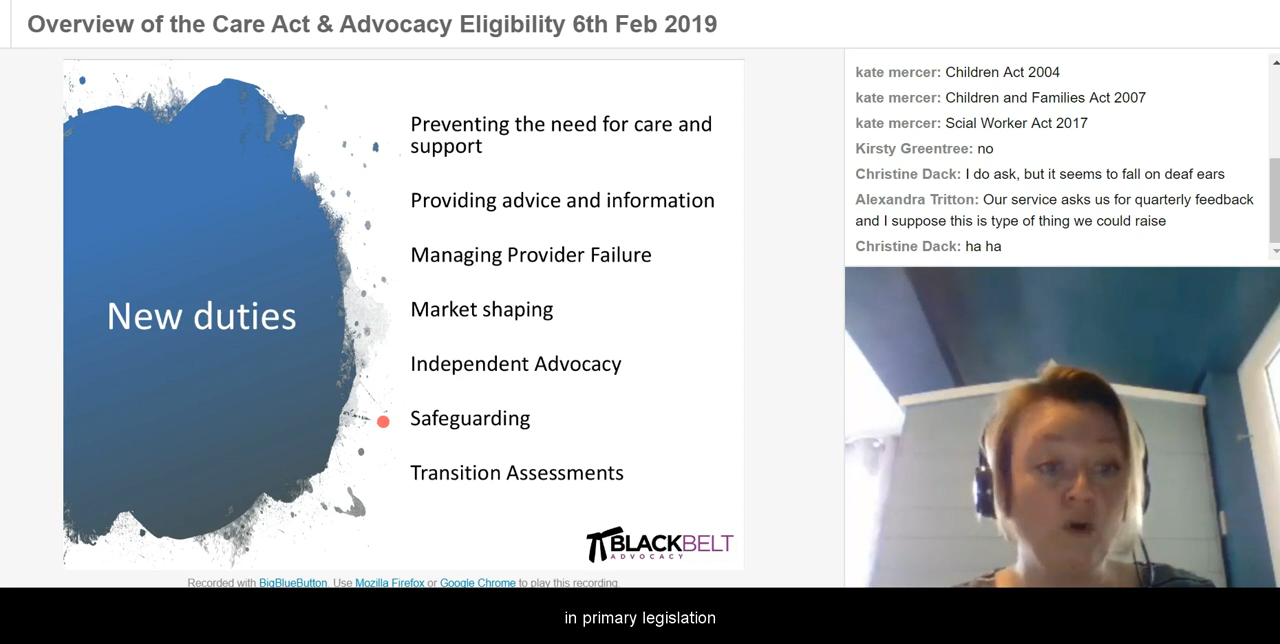 Overview of the Care Act & Advocacy Eligibility 6th Feb 2019
New duties
Preventing the need for care and
support
Providing advice and information
Managing Provider Failure
Market shaping
Independent Advocacy
Safeguarding
Transition Assessments
BLACKBELT
ADVOCACY
Recorded with BigBlueButton. Use Mozilla Firefox or Google Chrome to play this recording.
kate mercer: Children Act 2004
kate mercer: Children and Families Act 2007
kate mercer: Scial Worker Act 2017
Kirsty Greentree: no
Christine Dack: I do ask, but it seems to fall on deaf ears
Alexandra Tritton: Our service asks us for quarterly feedback
and I suppose this is type of thing we could raise
Christine Dack: ha ha
in primary legislation